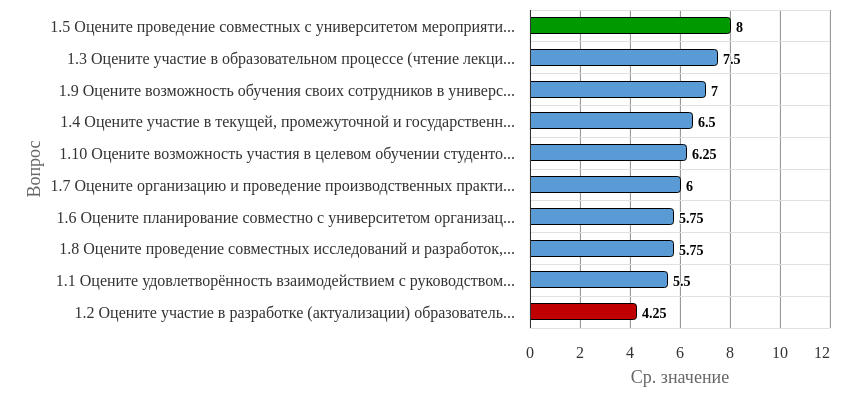 1.5 Оцените проведение совместных с университетом мероприяти... 8
1.3 Оцените участие в образовательном процессе (чтение лекци... 7.5
1.9 Оцените возможность обучения своих сотрудников в универс... 7
1.4 Оцените участие в текущей, промежуточной и государственн... 6.5
1.10 Оцените возможность участия в целевом обучении студенто... 6.25
1.7 Оцените организацию и проведение производственных практи... 6
1.6 Оцените планирование совместно с университетом организац... 5.75
1.8 Оцените проведение совместных исследований и разработок,... 5.75
1.1 Оцените удовлетворённость взаимодействием с руководством... 5.5
1.2 Оцените участие в разработке (актуализации) образователь... 4.25
Вопрос
0 2 4 6 8 10 12
Ср. значение